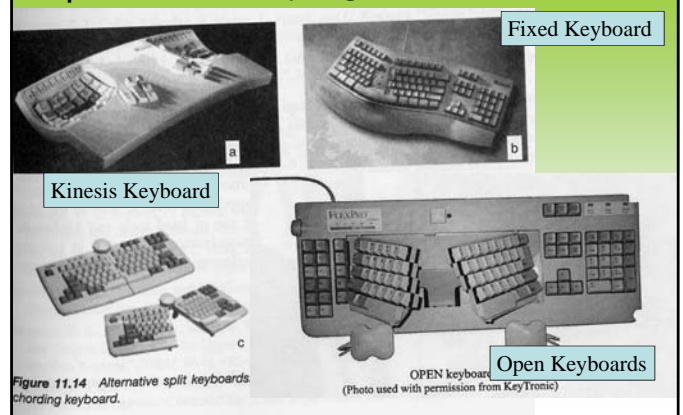 Fixed Keyboard
a
b
Kinesis Keyboard
FLEXPRO
c
Open Keyboards
OPEN keyboard
(Photo used with permission from KeyTronic)
Figure 11.14 Alternative split keyboards.
chording keyboard.